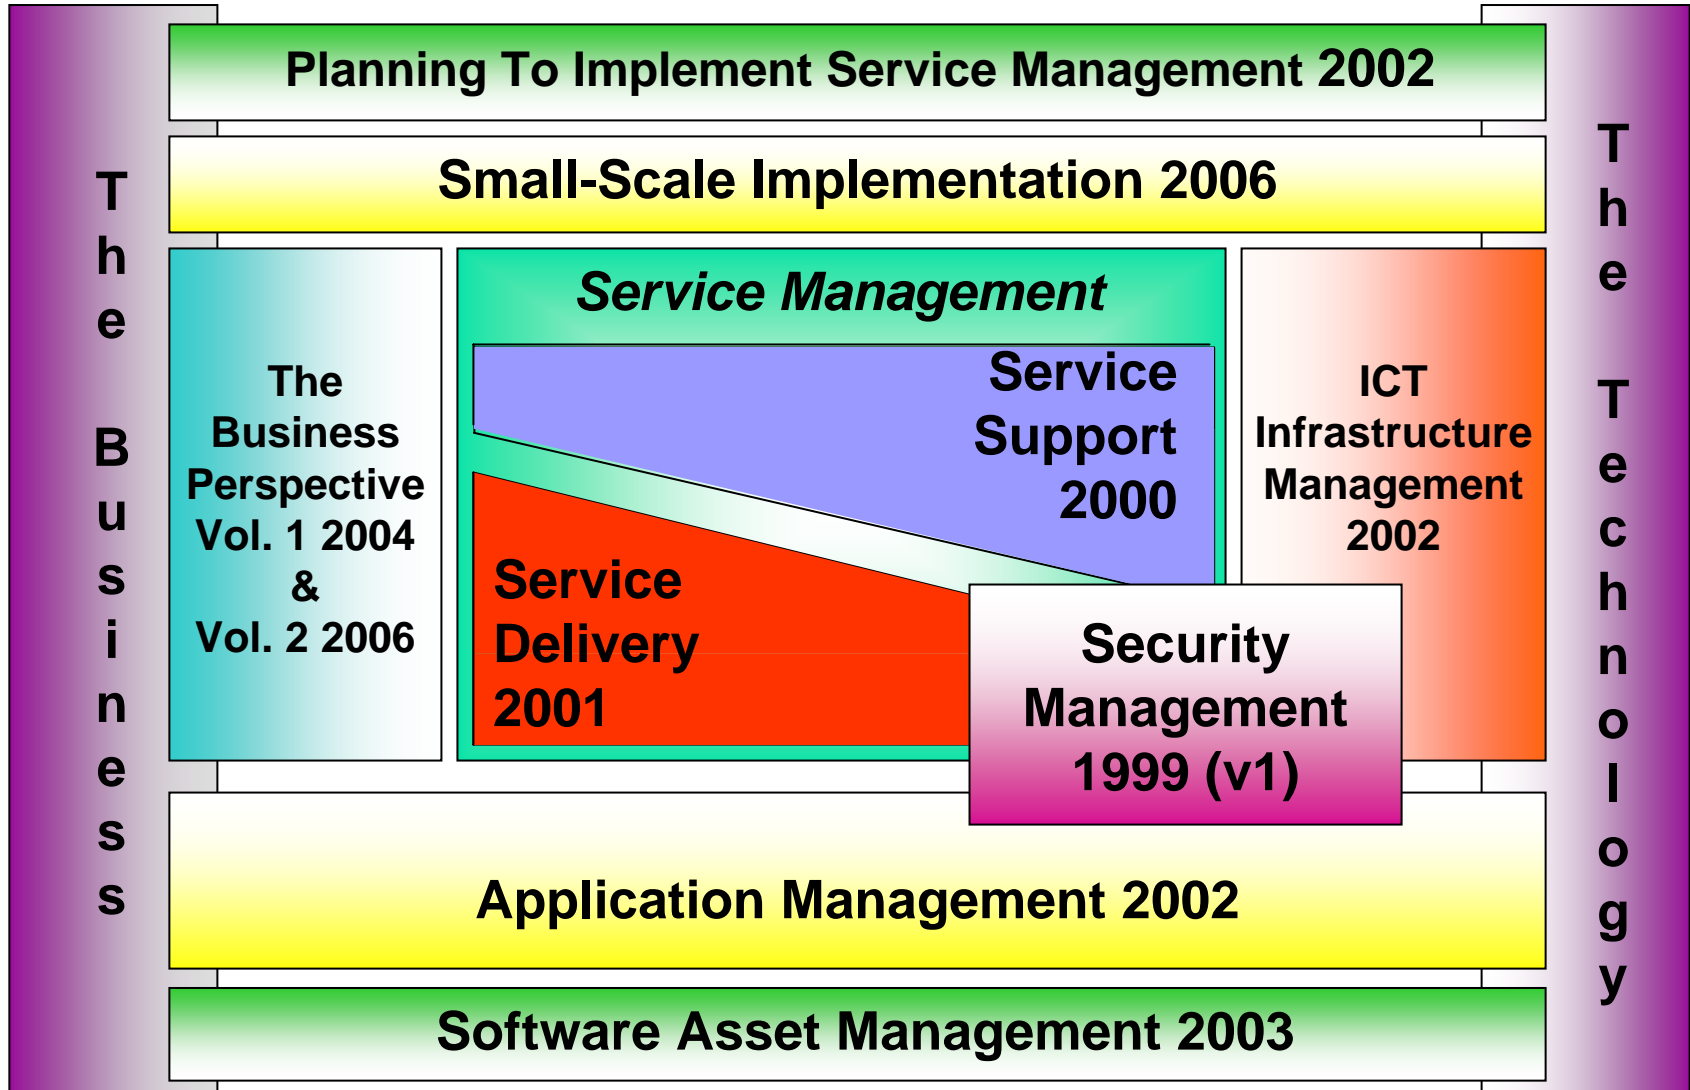 The Business
Planning To Implement Service Management 2002
Small-Scale Implementation 2006
The
Business
Perspective
Vol. 1 2004
&
Vol. 2 2006
Service Management
Service
Support
2000
Service
Delivery
2001
Security
Management
1999 (v1)
ICT
Infrastructure
Management
2002
Application Management 2002
Software Asset Management 2003
The Technology